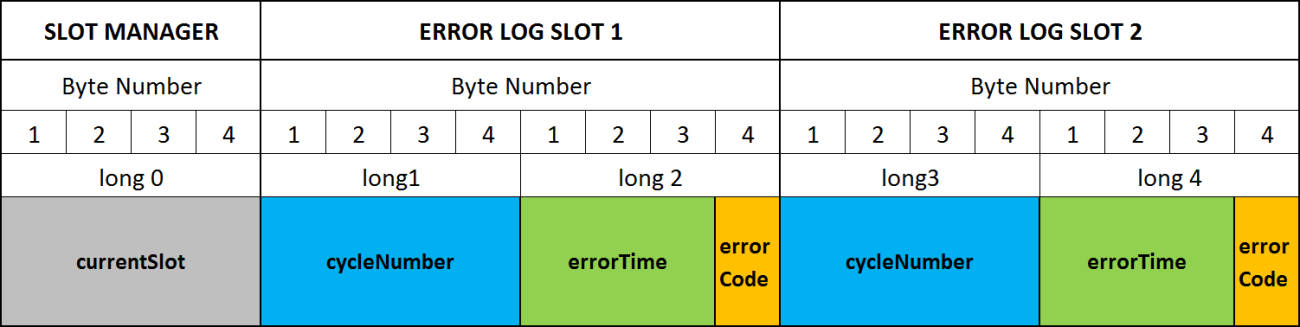 SLOT MANAGER ERROR LOG SLOT 1 ERROR LOG SLOT 2
Byte Number Byte Number Byte Number
1 2 3 4 1 2 3 4 1 2 3 4 1 2 3 4 1 2 3 4
long 0 long1 long 2 long3 long 4
currentSlot cycleNumber errorTime error Code cycleNumber errorTime error Code